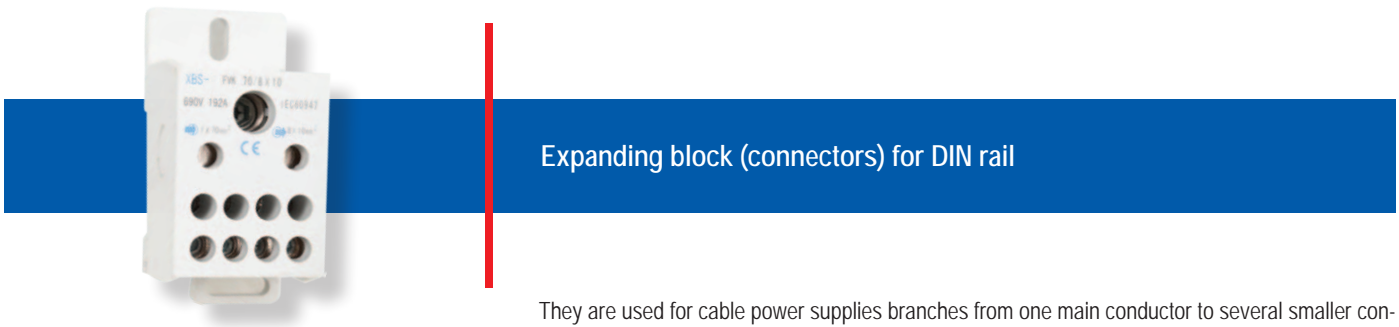 XBS-
690V 192A
IEC60947
CE
Expanding block (connectors) for DIN rail
They are used for cable power supplies branches from one main conductor to several smaller con-